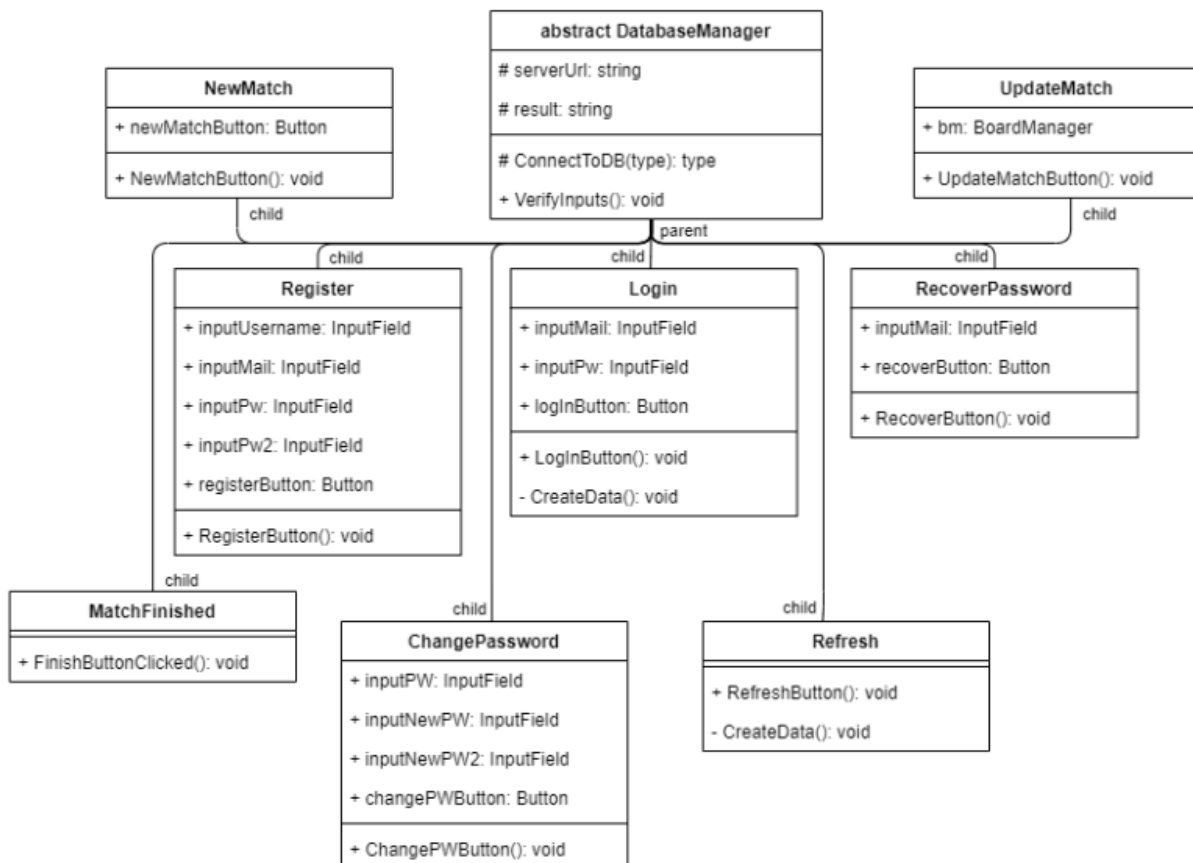 abstract DatabaseManager
# serverUrl: string
# result: string
# ConnectToDB(type): type
+ VerifyInputs(): void
parent
NewMatch
+ newMatchButton: Button
+ NewMatchButton(): void
child
UpdateMatch
+ bm: BoardManager
+ UpdateMatchButton(): void
child
child
Register
+ inputUsername: InputField
+ inputMail: InputField
+ inputPw: InputField
+ inputPw2: InputField
+ registerButton: Button
+ RegisterButton(): void
child
Login
+ inputMail: InputField
+ inputPw: InputField
+ logInButton: Button
+ LogInButton(): void
- CreateData(): void
child
RecoverPassword
+ inputMail: InputField
+ recoverButton: Button
+ RecoverButton(): void
child
MatchFinished
+ FinishButtonClicked(): void
child
ChangePassword
+ inputPW: InputField
+ inputNewPW: InputField
+ inputNewPW2: InputField
+ changePWButton: Button
+ ChangePWButton(): void
child
Refresh
+ RefreshButton(): void
- CreateData(): void